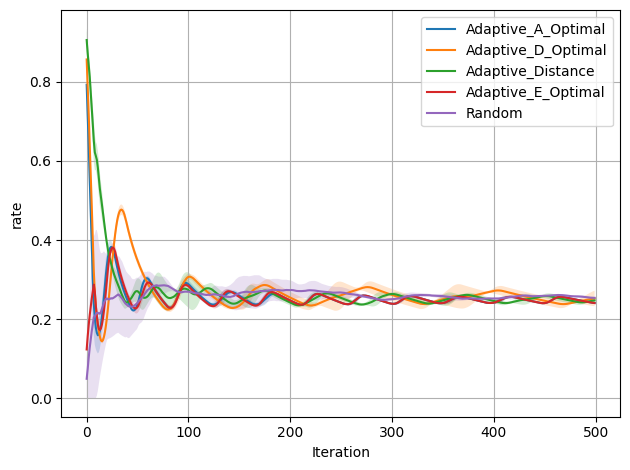 Adaptive_A_Optimal
Adaptive_D_Optimal
Adaptive_Distance
Adaptive_E_Optimal
Random
rate
0.8
0.6
0.4
0.2
0.0
0 100 200 300 400 500
Iteration